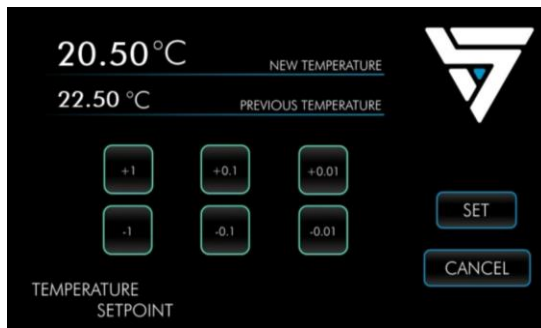 20.50°C
NEW TEMPERATURE
22.50 °C
PREVIOUS TEMPERATURE
+1 +0.1 +0.01
-1 -0.1 -0.01
SET
CANCEL
TEMPERATURE
SETPOINT